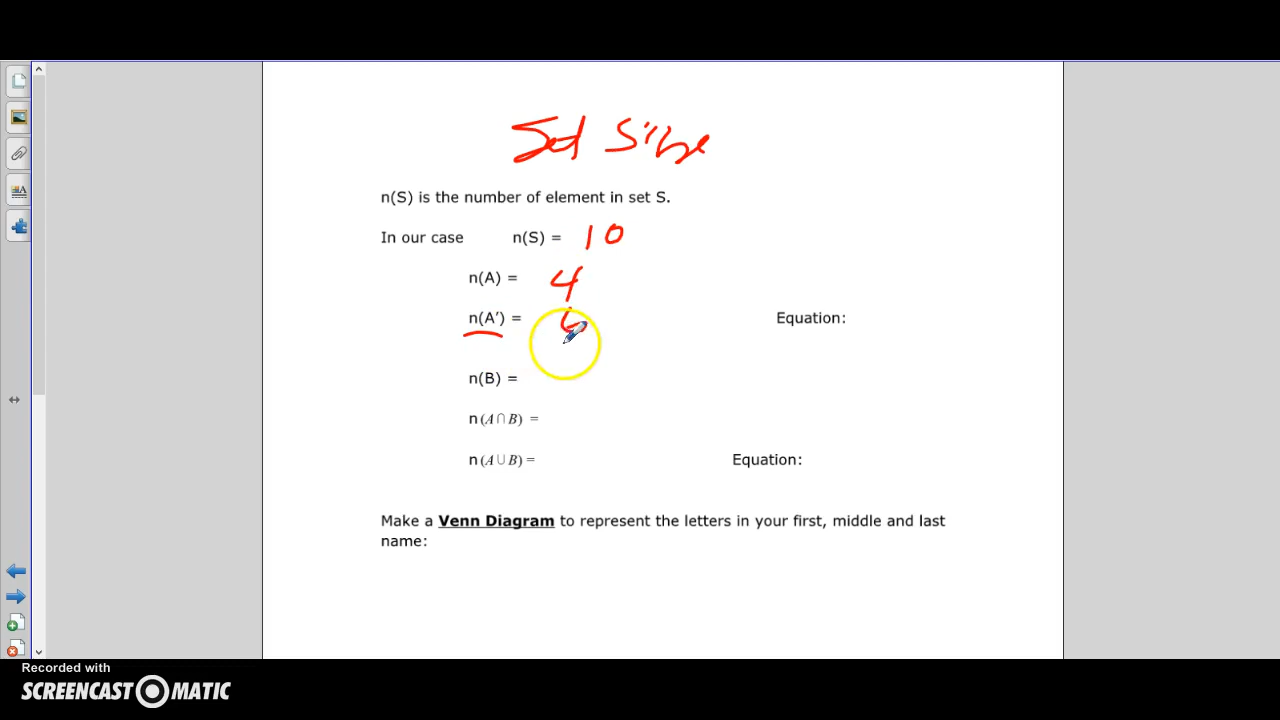 Set Size
n(S) is the number of element in set S.
In our case n(S) = 10
n(A) = 4
n(A′) = 6 Equation:
n(B) =
n(A∩B) =
n(A∪B) = Equation:
Make a Venn Diagram to represent the letters in your first, middle and last
name:
Recorded with
SCREENCAST O MATIC